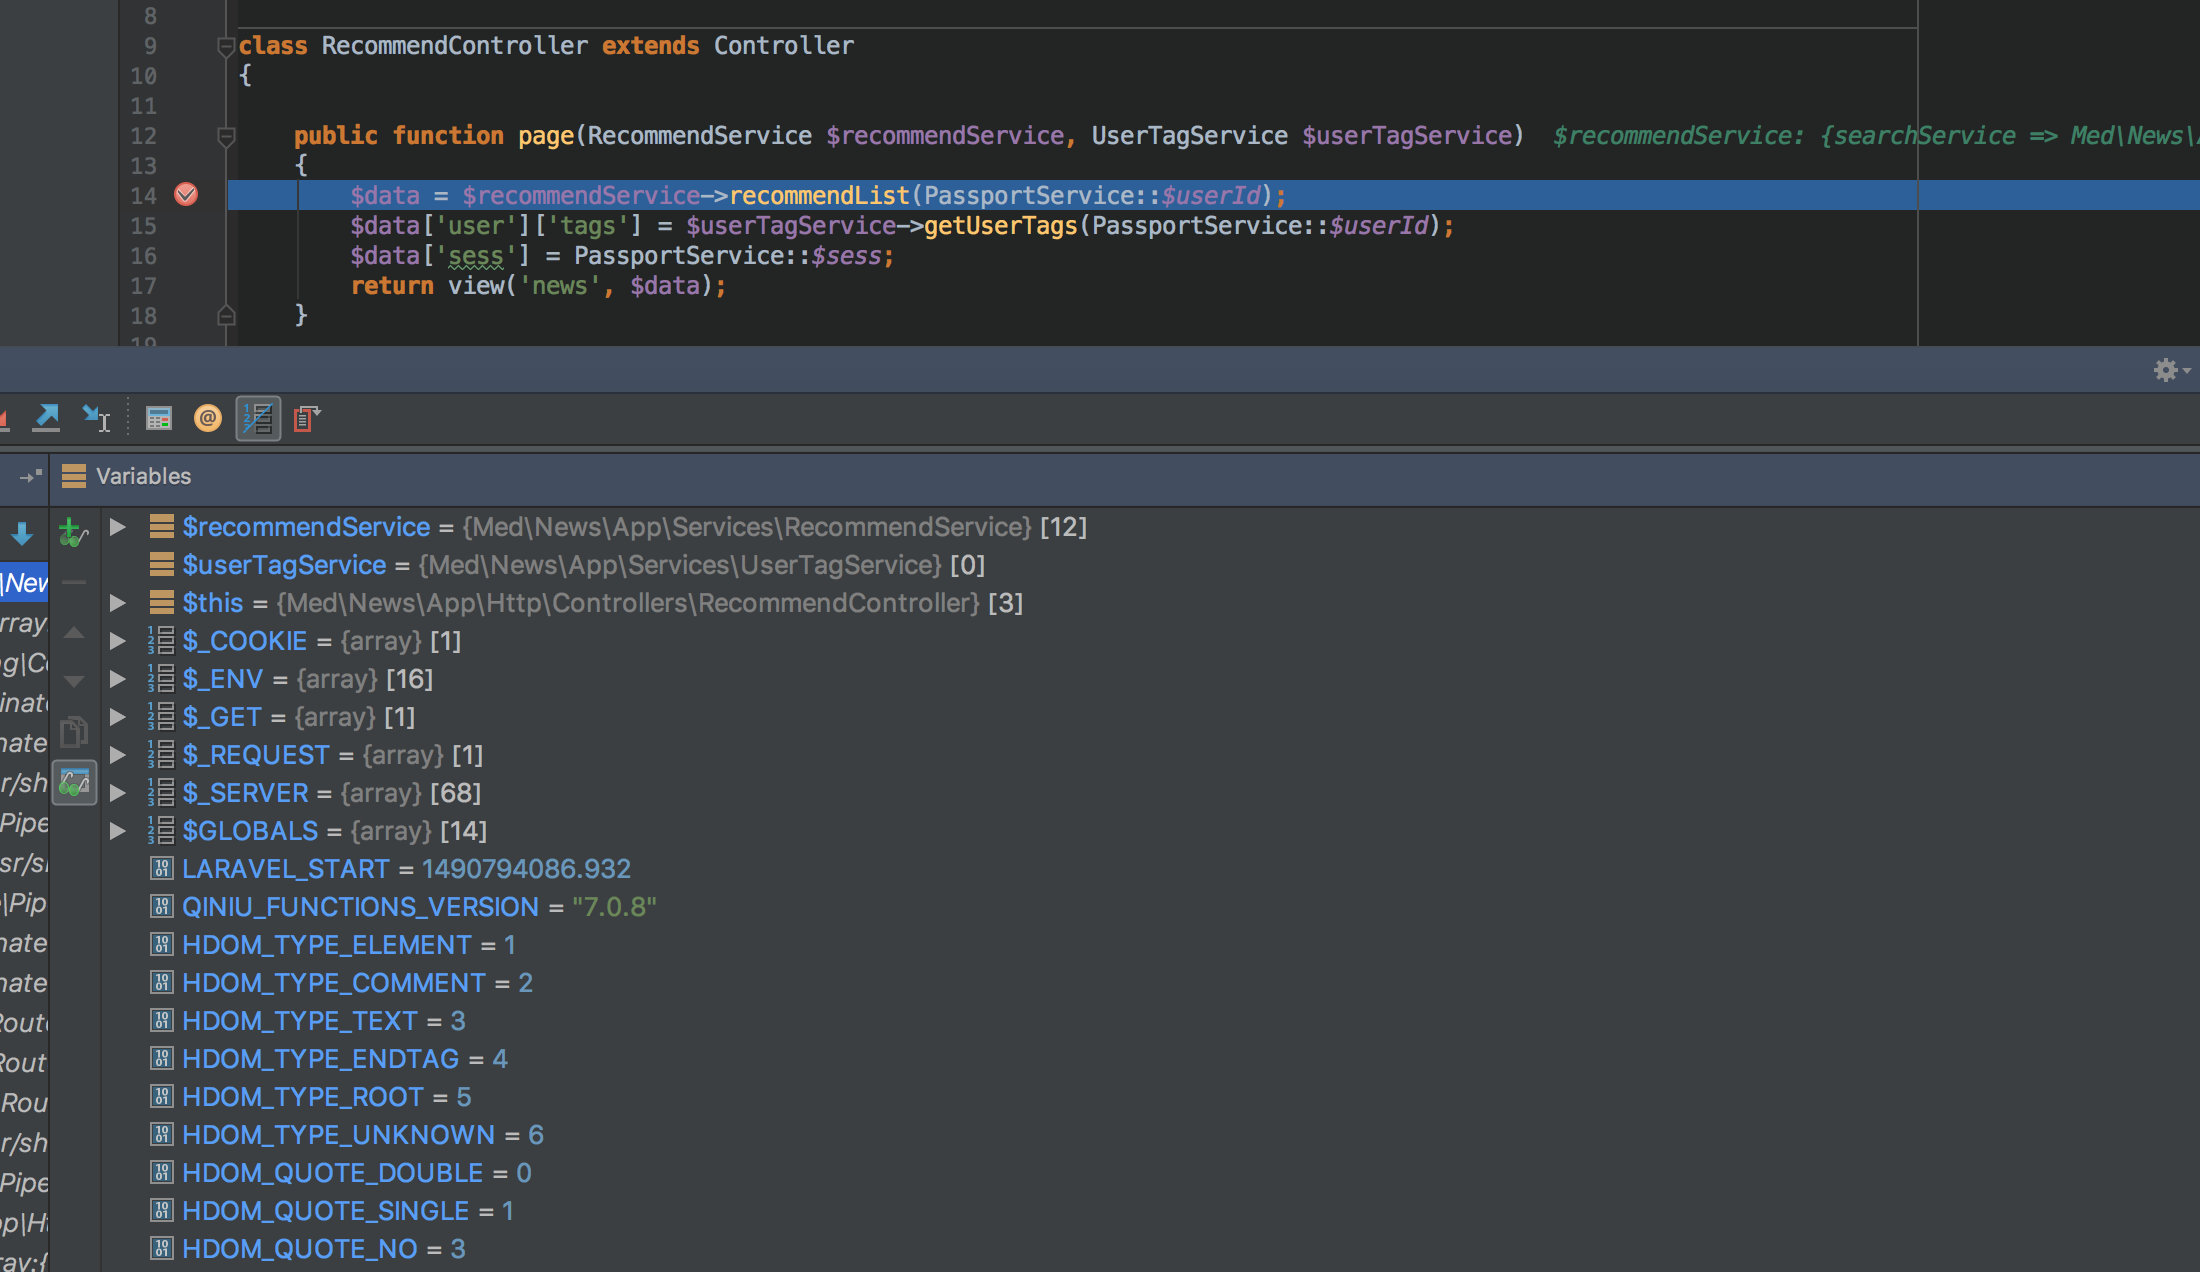 8
9 class RecommendController extends Controller
10 {
11
12 public function page(RecommendService $recommendService, UserTagService $userTagService) $recommendService: {searchService => Med\News\
13 {
14 $data = $recommendService->recommendList(PassportService::$userId);
15 $data['user']['tags'] = $userTagService->getUserTags(PassportService::$userId);
16 $data['sess'] = PassportService::$sess;
17 return view('news', $data);
18 }
19
Variables
$recommendService = {Med\News\App\Services\RecommendService} [12]
$userTagService = {Med\News\App\Services\UserTagService} [0]
\New
$this = {Med\News\App\Http\Controllers\RecommendController} [3]
rray:
$_COOKIE = {array} [1]
g\Co
$_ENV = {array} [16]
inate
$_GET = {array} [1]
nate
$_REQUEST = {array} [1]
r/sh
$_SERVER = {array} [68]
Pipe
$GLOBALS = {array} [14]
sr/s
LARAVEL_START = 1490794086.932
\Pip
QINIU_FUNCTIONS_VERSION = "7.0.8"
nate
HDOM_TYPE_ELEMENT = 1
nate
HDOM_TYPE_COMMENT = 2
Route
HDOM_TYPE_TEXT = 3
Rout
HDOM_TYPE_ENDTAG = 4
Rou
HDOM_TYPE_ROOT = 5
r/sh
HDOM_TYPE_UNKNOWN = 6
Pipe
HDOM_QUOTE_DOUBLE = 0
p\Ht
HDOM_QUOTE_SINGLE = 1
HDOM_QUOTE_NO = 3
ray:{